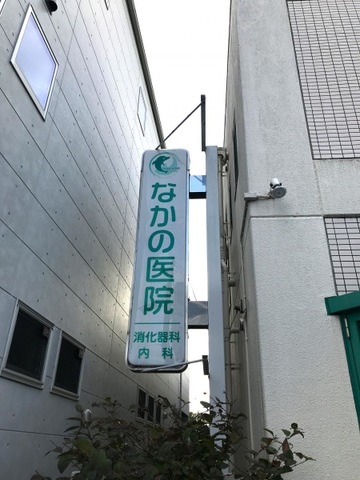 なかの医院
消化器科
内科